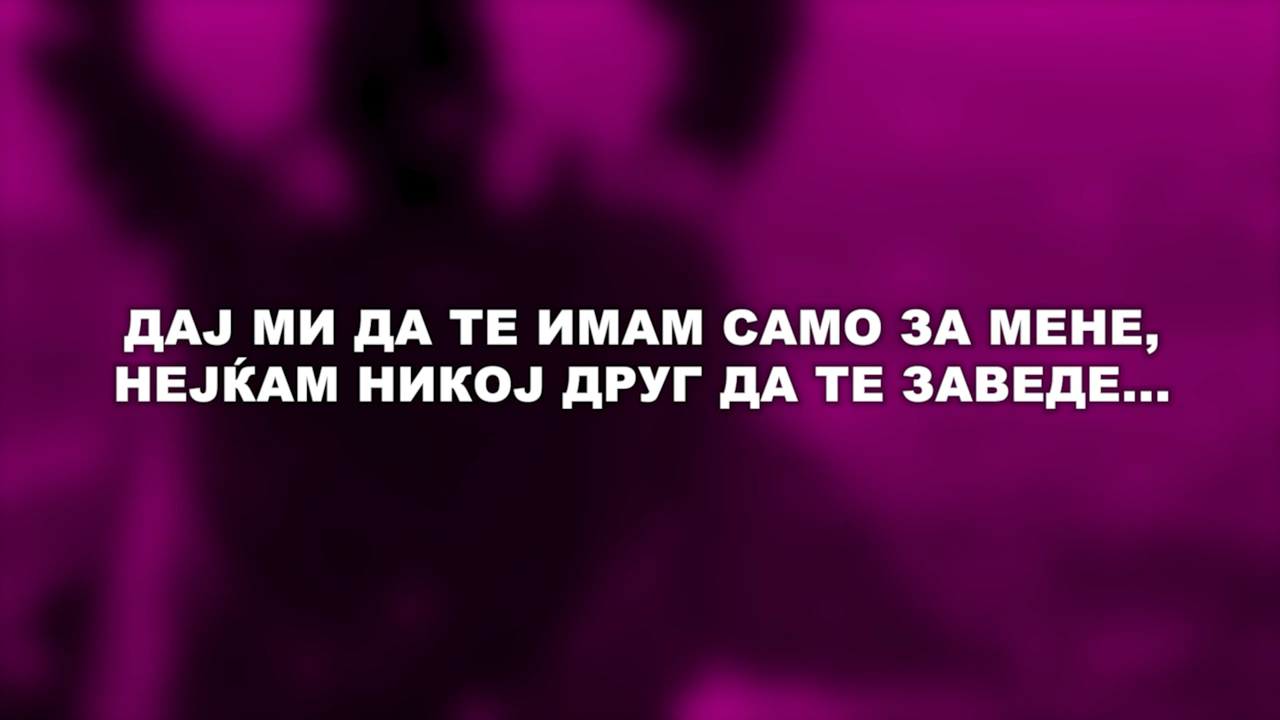 ДАЈ МИ ДА ТЕ ИМАМ САМО ЗА МЕНЕ,
НЕЈЌАМ НИКОЈ ДРУГ ДА ТЕ ЗАВЕДЕ...